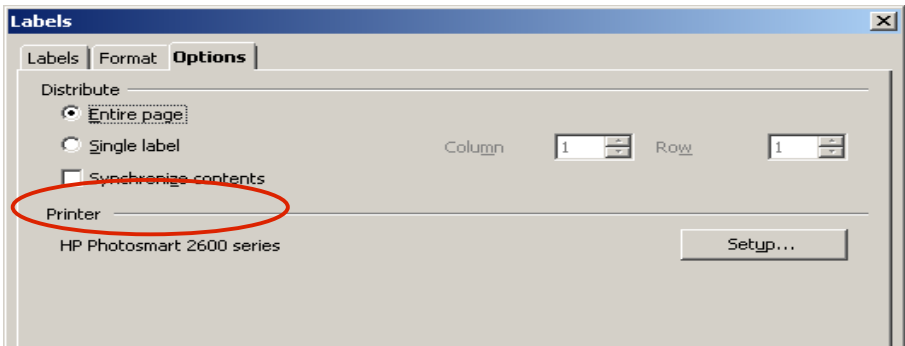 Labels
Labels Format Options
Distribute
Entire page
Single label Column 1 Row 1
Synchronize contents
Printer
HP Photosmart 2600 series Setup...